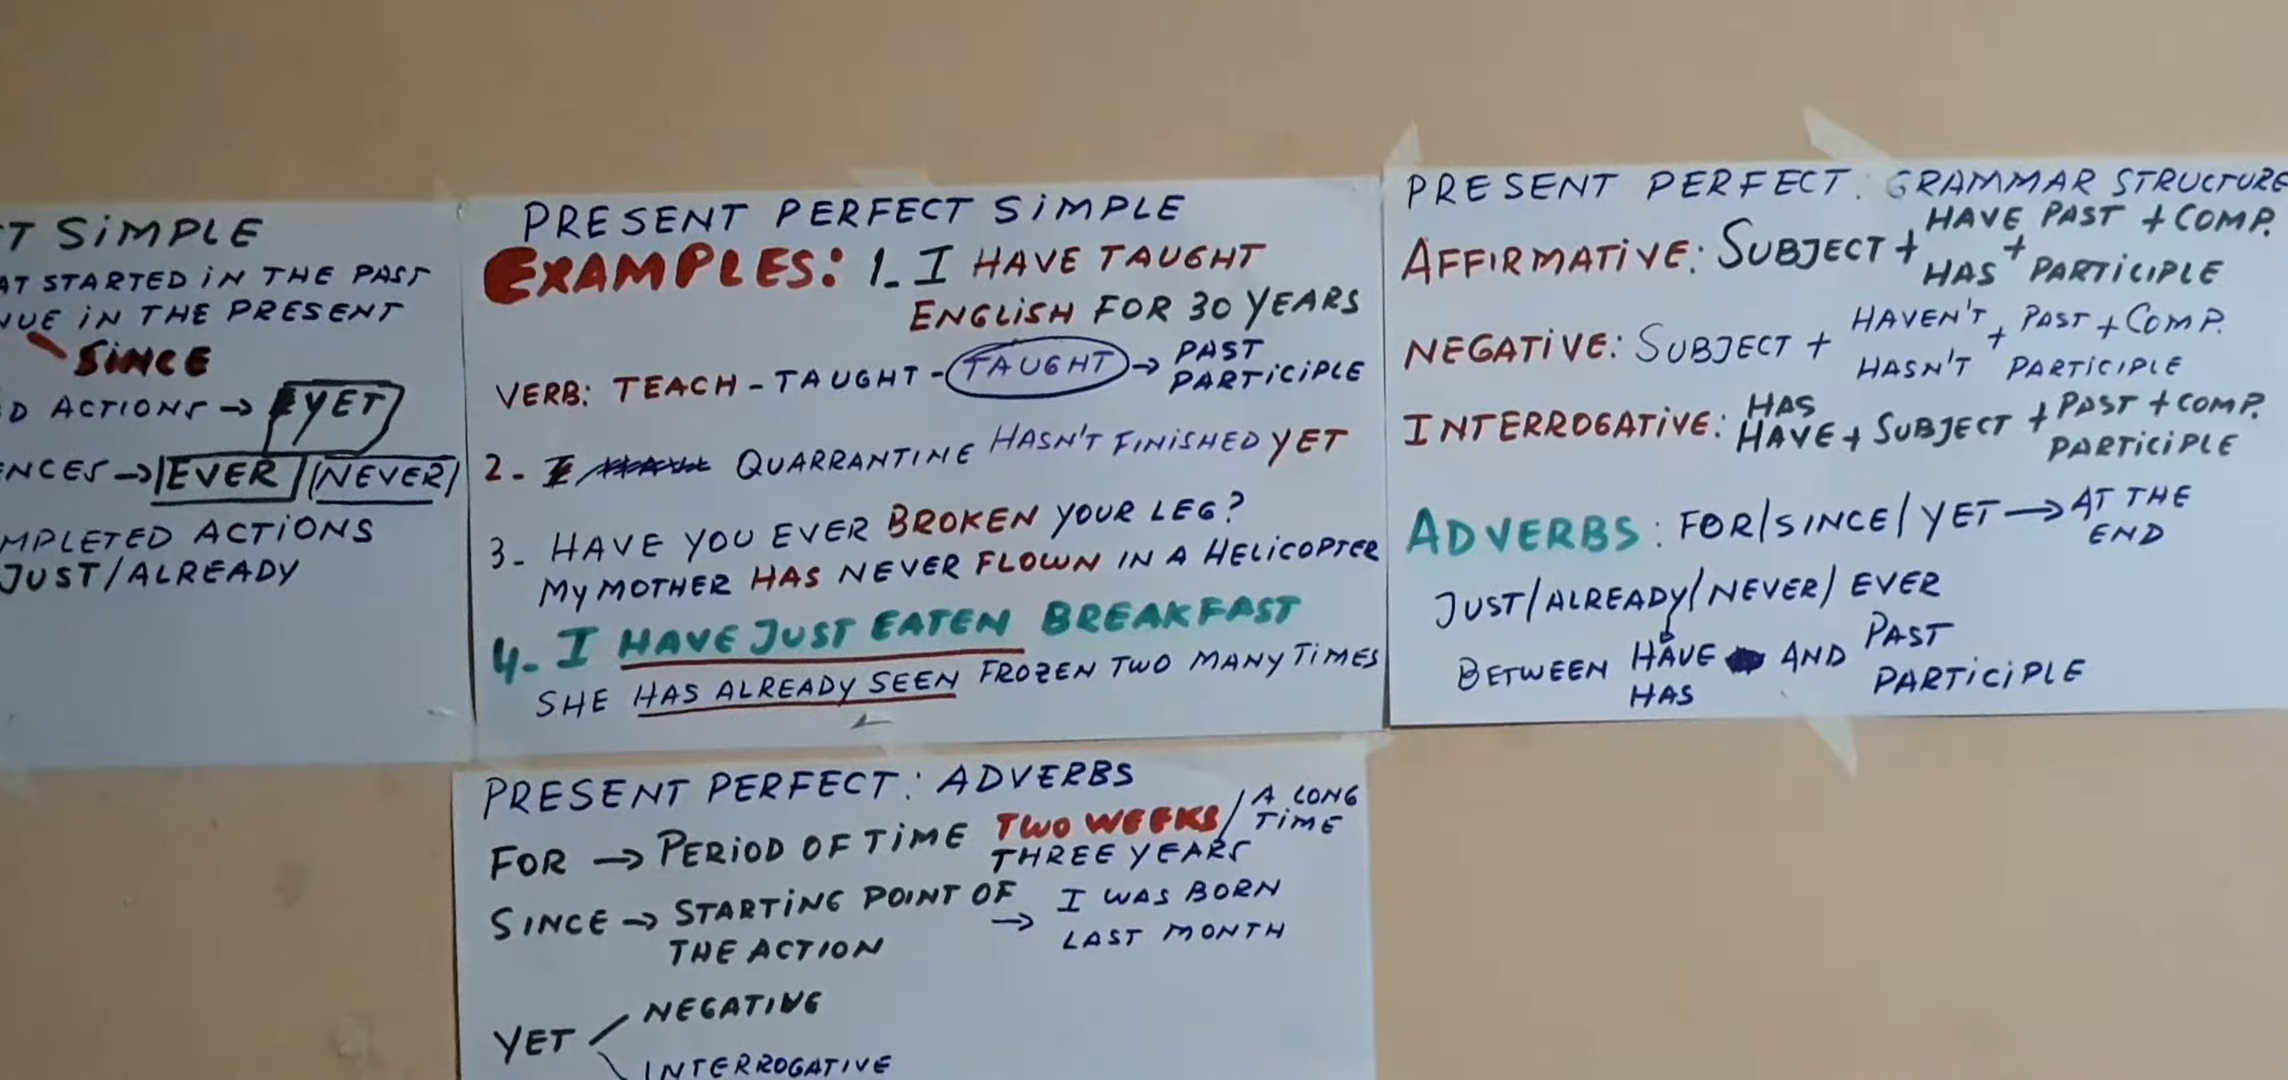 T SIMPLE
AT STARTED IN THE PAST
NUE IN THE PRESENT
SINCE
D ACTIONS → YET
ENCES → EVER / NEVER /
MPLETED ACTIONS
JUST/ALREADY
PRESENT PERFECT SIMPLE
EXAMPLES: 1_ I HAVE TAUGHT
ENGLISH FOR 30 YEARS
VERB: TEACH - TAUGHT - TAUGHT → PAST
PARTICIPLE
2- I QUARRANTINE HASN'T FINISHED YET
3- HAVE YOU EVER BROKEN YOUR LEG?
MY MOTHER HAS NEVER FLOWN IN A HELICOPTER
4- I HAVE JUST EATEN BREAKFAST
SHE HAS ALREADY SEEN FROZEN TWO MANY TIMES
PRESENT PERFECT: GRAMMAR STRUCTURE
HAVE PAST + COMP.
AFFIRMATIVE: SUBJECT + +
HAS PARTICIPLE
HAVEN'T PAST + COMP.
NEGATIVE: SUBJECT + +
HASN'T PARTICIPLE
HAS PAST + COMP.
INTERROGATIVE: HAVE + SUBJECT +
PARTICIPLE
ADVERBS: FOR/SINCE/YET → AT THE
END
JUST/ALREADY/NEVER/EVER
BETWEEN HAVE AND PAST
HAS PARTICIPLE
PRESENT PERFECT: ADVERBS
FOR → PERIOD OF TIME TWO WEEKS / A LONG
TIME
THREE YEARS
SINCE → STARTING POINT OF → I WAS BORN
THE ACTION LAST MONTH
YET NEGATIVE
INTERROGATIVE